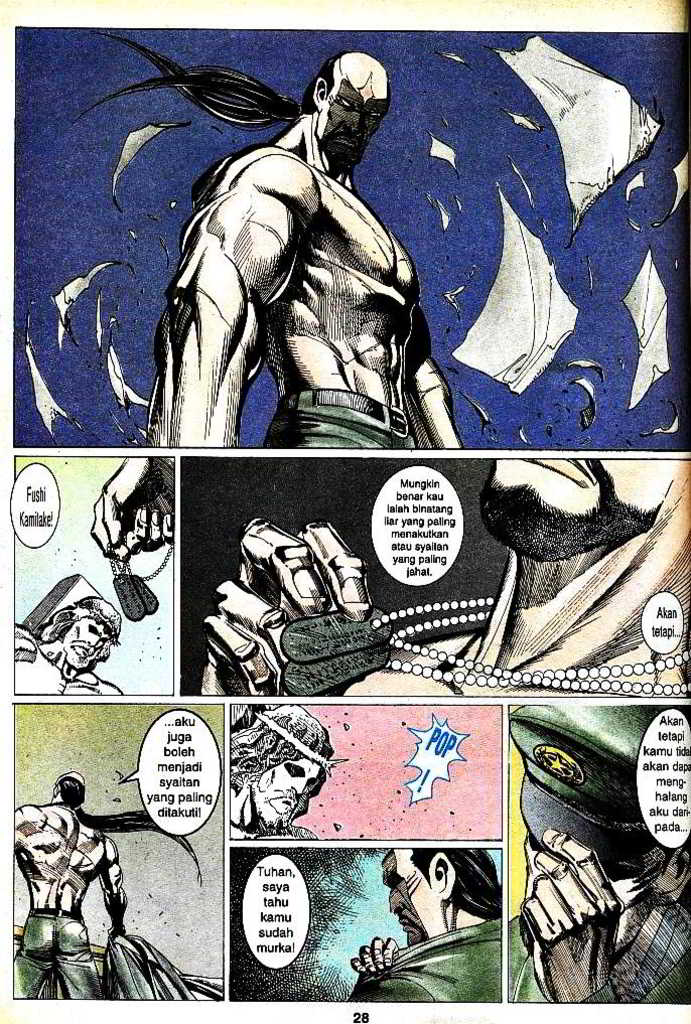 Fushi
Kamilake!
Mungkin
benar kau
ialah binatang
liar yang paling
menakutkan
atau syaitan
yang paling
jahat.
Akan
tetapi...
...aku
juga
boleh
menjadi
syaitan
yang paling
ditakuti!
POP
!
Tuhan,
saya
tahu
kamu
sudah
murka!
Akan
tetapi
kamu tidak
akan dapat
meng-
halang
aku dari-
pada...
28